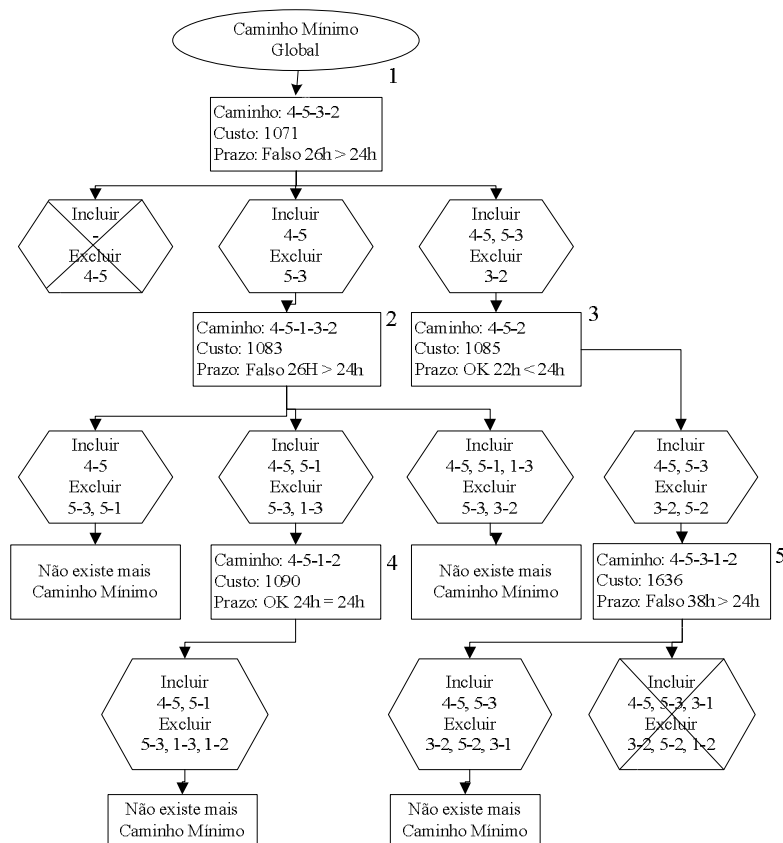 Caminho Mínimo
Global
1
Caminho: 4-5-3-2
Custo: 1071
Prazo: Falso 26h > 24h
Incluir
-
Excluir
4-5
Incluir
4-5
Excluir
5-3
Incluir
4-5, 5-3
Excluir
3-2
2
Caminho: 4-5-1-3-2
Custo: 1083
Prazo: Falso 26H > 24h
3
Caminho: 4-5-2
Custo: 1085
Prazo: OK 22h < 24h
Incluir
4-5
Excluir
5-3, 5-1
Incluir
4-5, 5-1
Excluir
5-3, 1-3
Incluir
4-5, 5-1, 1-3
Excluir
5-3, 3-2
Incluir
4-5, 5-3
Excluir
3-2, 5-2
Não existe mais
Caminho Mínimo
4
Caminho: 4-5-1-2
Custo: 1090
Prazo: OK 24h = 24h
Não existe mais
Caminho Mínimo
5
Caminho: 4-5-3-1-2
Custo: 1636
Prazo: Falso 38h > 24h
Incluir
4-5, 5-1
Excluir
5-3, 1-3, 1-2
Incluir
4-5, 5-3
Excluir
3-2, 5-2, 3-1
Incluir
4-5, 5-3, 3-1
Excluir
3-2, 5-2, 1-2
Não existe mais
Caminho Mínimo
Não existe mais
Caminho Mínimo